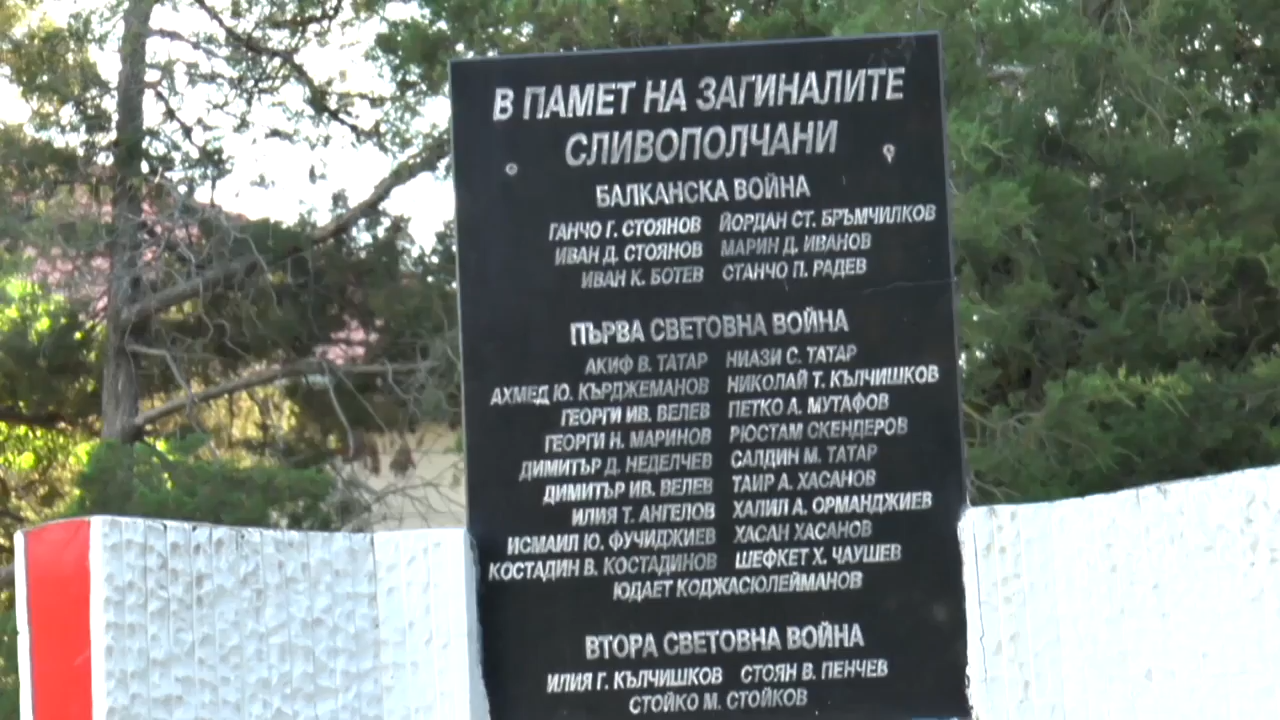 В ПАМЕТ НА ЗАГИНАЛИТЕ
СЛИВОПОЛЧАНИ
БАЛКАНСКА ВОЙНА
ГАНЧО Г. СТОЯНОВ ЙОРДАН СТ. БРЪМЧИЛКОВ
ИВАН Д. СТОЯНОВ МАРИН Д. ИВАНОВ
ИВАН К. БОТЕВ СТАНЧО П. РАДЕВ
ПЪРВА СВЕТОВНА ВОЙНА
АКИФ В. ТАТАР НИАЗИ С. ТАТАР
АХМЕД Ю. КЪРДЖЕМАНОВ НИКОЛАЙ Т. КЪЛЧИШКОВ
ГЕОРГИ ИВ. ВЕЛЕВ ПЕТКО А. МУТАФОВ
ГЕОРГИ Н. МАРИНОВ РЮСТАМ СКЕНДЕРОВ
ДИМИТЪР Д. НЕДЕЛЧЕВ САЛДИН М. ТАТАР
ДИМИТЪР ИВ. ВЕЛЕВ ТАИР А. ХАСАНОВ
ИЛИЯ Т. АНГЕЛОВ ХАЛИЛ А. ОРМАНДЖИЕВ
ИСМАИЛ Ю. ФУЧИДЖИЕВ ХАСАН ХАСАНОВ
КОСТАДИН В. КОСТАДИНОВ ШЕФКЕТ Х. ЧАУШЕВ
ЮДАЕТ КОДЖАСЮЛЕЙМАНОВ
ВТОРА СВЕТОВНА ВОЙНА
ИЛИЯ Г. КЪЛЧИШКОВ СТОЯН В. ПЕНЧЕВ
СТОЙКО М. СТОЙКОВ